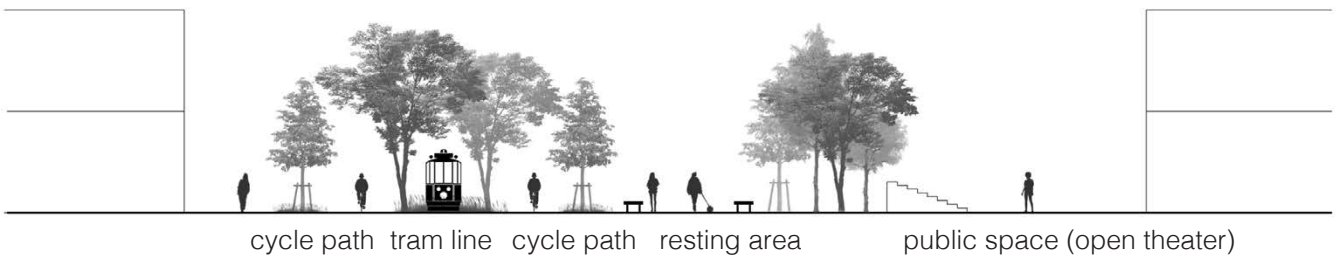 cycle path tram line cycle path resting area public space (open theater)